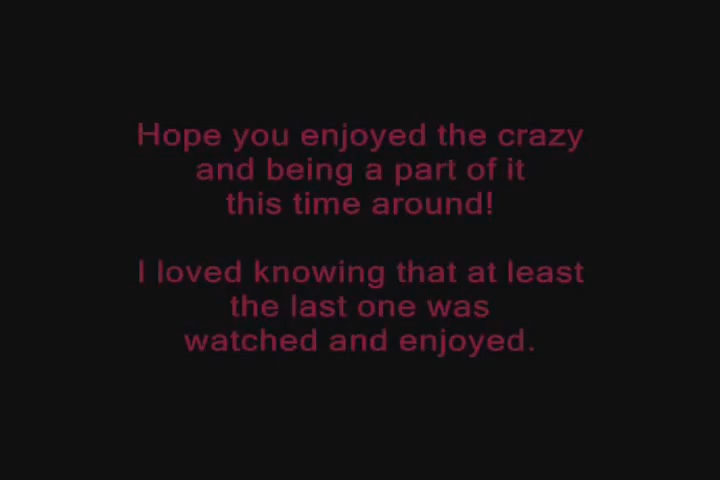 Hope you enjoyed the crazy
and being a part of it
this time around!
I loved knowing that at least
the last one was
watched and enjoyed.